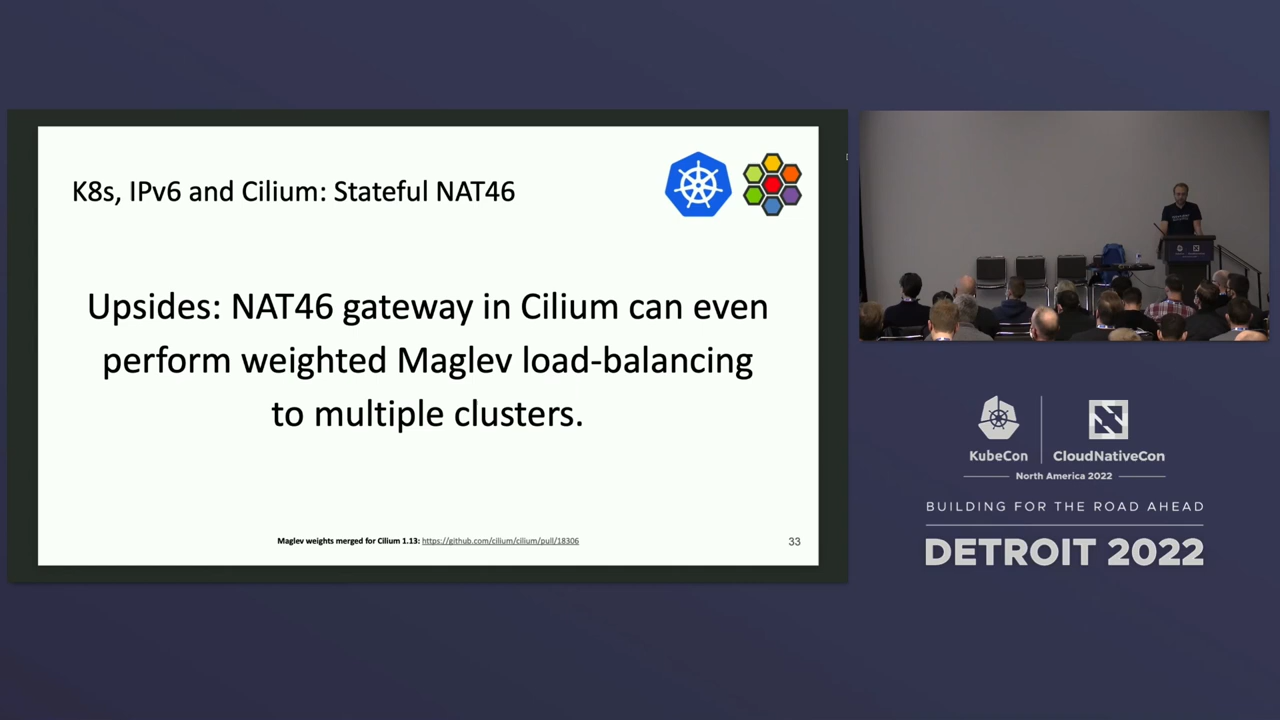 K8s, IPv6 and Cilium: Stateful NAT46
Upsides: NAT46 gateway in Cilium can even
perform weighted Maglev load-balancing
to multiple clusters.
Maglev weights merged for Cilium 1.13: https://github.com/cilium/cilium/pull/18306
33
KubeCon
CloudNativeCon
North America 2022
BUILDING FOR THE ROAD AHEAD
DETROIT 2022